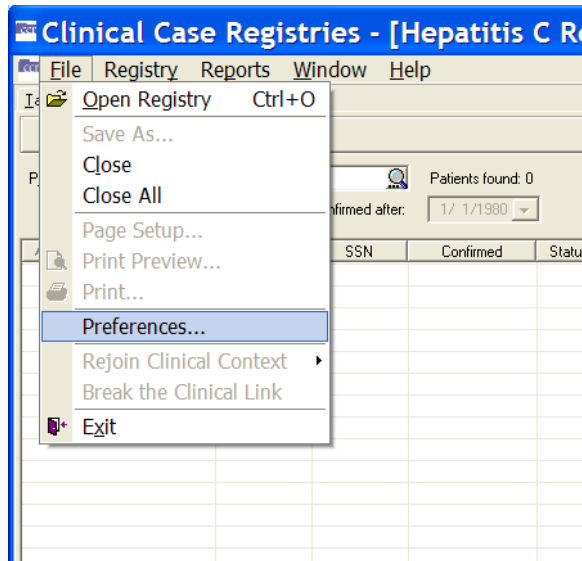 Clinical Case Registries - [Hepatitis C Re
File Registry Reports Window Help
Ta
Open Registry Ctrl+O
Save As...
Close
Close All
P Patients found: 0
nfirmed after: 1/ 1/1980
Page Setup...
SSN Confirmed Statu
Print Preview...
Print...
Preferences...
Rejoin Clinical Context
Break the Clinical Link
Exit